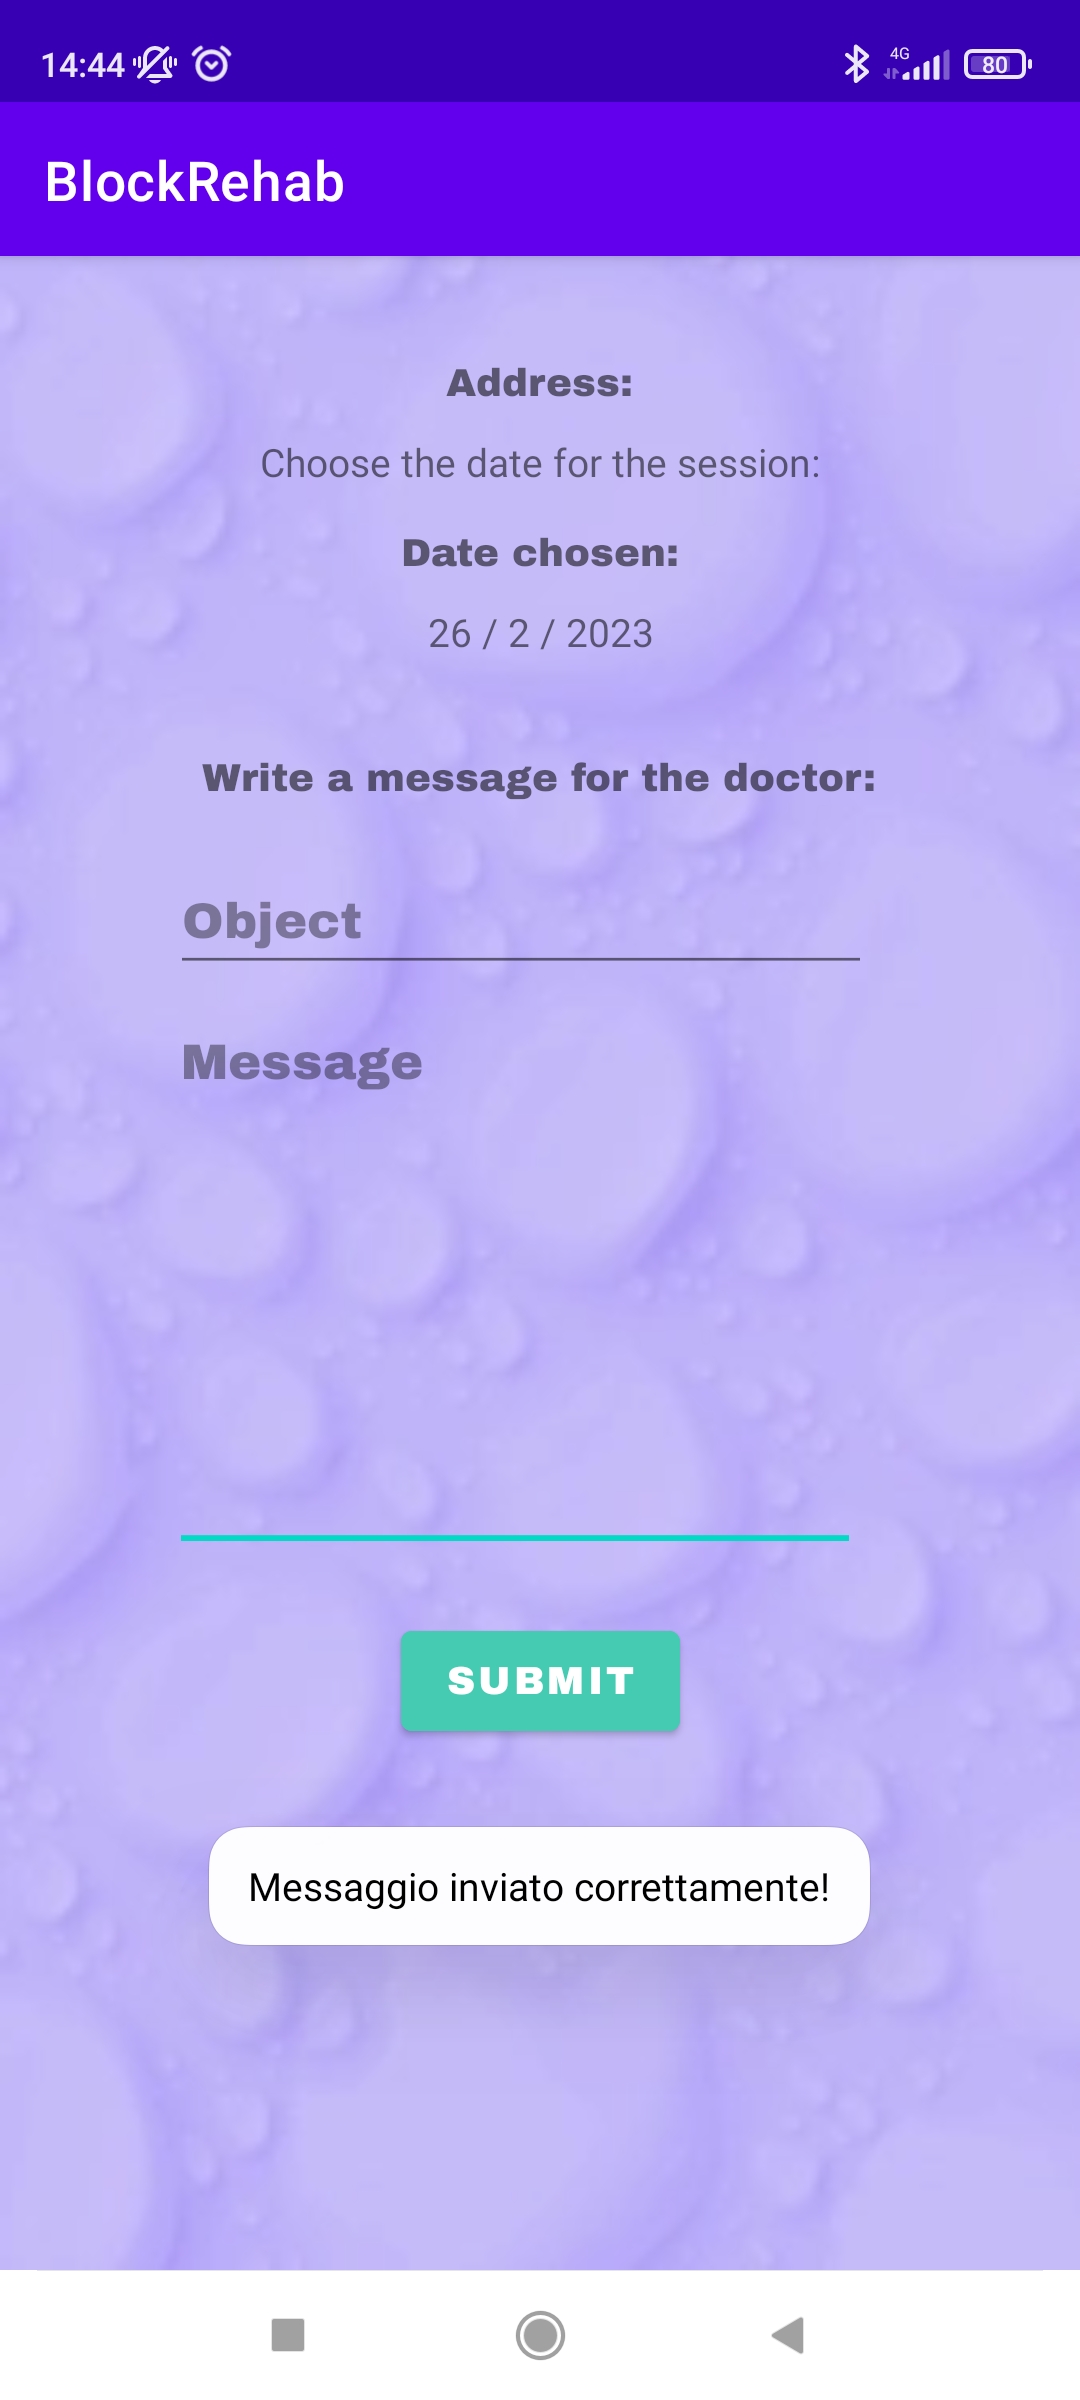 14:44
4G
80
BlockRehab
Address:
Choose the date for the session:
Date chosen:
26 / 2 / 2023
Write a message for the doctor:
Object
Message
SUBMIT
Messaggio inviato correttamente!